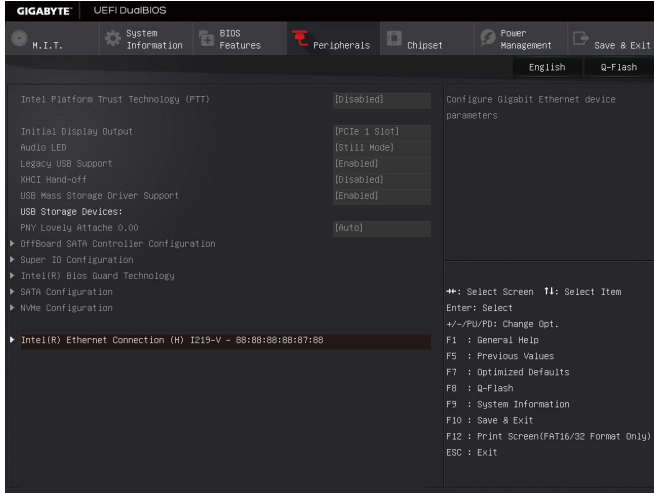 GIGABYTE™ UEFI DualBIOS
M.I.T. System Information BIOS Features Peripherals Chipset Power Management Save & Exit
English Q-Flash
Intel Platform Trust Technology (PTT) [Disabled]
Initial Display Output [PCIe 1 Slot]
Audio LED [Still Mode]
Legacy USB Support [Enabled]
XHCI Hand-off [Disabled]
USB Mass Storage Driver Support [Enabled]
USB Storage Devices:
PNY Lovely Attache 0.00 [Auto]
▶ OffBoard SATA Controller Configuration
▶ Super IO Configuration
▶ Intel(R) Bios Guard Technology
▶ SATA Configuration
▶ NVMe Configuration
▶ Intel(R) Ethernet Connection (H) I219-V - 88:88:88:88:87:88
Configure Gigabit Ethernet device
parameters
→←: Select Screen ↑↓: Select Item
Enter: Select
+/-/PU/PD: Change Opt.
F1 : General Help
F5 : Previous Values
F7 : Optimized Defaults
F8 : Q-Flash
F9 : System Information
F10 : Save & Exit
F12 : Print Screen(FAT16/32 Format Only)
ESC : Exit